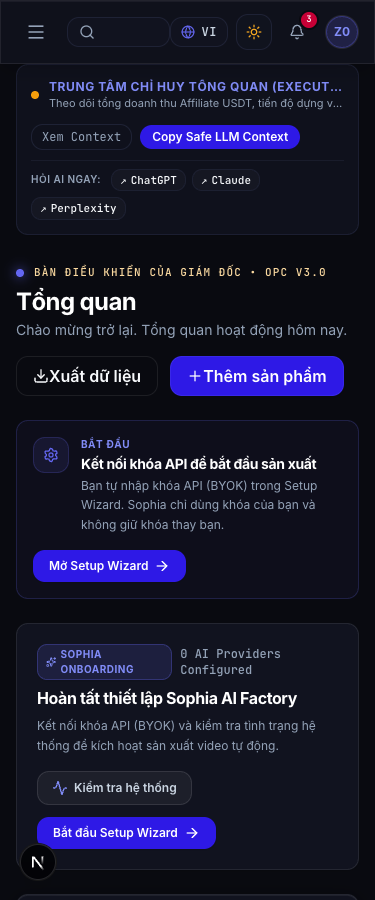 VI
3
Z0
TRUNG TÂM CHỈ HUY TỔNG QUAN (EXECUT...
Theo dõi tổng doanh thu Affiliate USDT, tiến độ dựng v...
Xem Context
Copy Safe LLM Context
HỎI AI NGAY:
↗ ChatGPT
↗ Claude
↗ Perplexity
BÀN ĐIỀU KHIỂN CỦA GIÁM ĐỐC • OPC V3.0
Tổng quan
Chào mừng trở lại. Tổng quan hoạt động hôm nay.
Xuất dữ liệu
Thêm sản phẩm
BẮT ĐẦU
Kết nối khóa API để bắt đầu sản xuất
Bạn tự nhập khóa API (BYOK) trong Setup
Wizard. Sophia chỉ dùng khóa của bạn và
không giữ khóa thay bạn.
Mở Setup Wizard →
SOPHIA
ONBOARDING
0 AI Providers
Configured
Hoàn tất thiết lập Sophia AI Factory
Kết nối khóa API (BYOK) và kiểm tra tình trạng hệ
thống để kích hoạt sản xuất video tự động.
Kiểm tra hệ thống
Bắt đầu Setup Wizard →
N